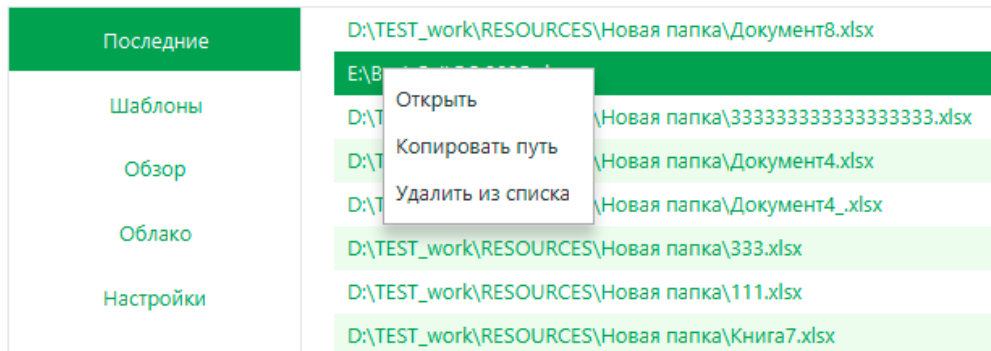 Последние
Шаблоны
Обзор
Облако
Настройки
D:\TEST_work\RESOURCES\Новая папка\Документ8.xlsx
E:\B
Открыть
Копировать путь
Удалить из списка
D:\T \Новая папка\333333333333333333.xlsx
D:\T \Новая папка\Документ4.xlsx
D:\T \Новая папка\Документ4_.xlsx
D:\TEST_work\RESOURCES\Новая папка\333.xlsx
D:\TEST_work\RESOURCES\Новая папка\111.xlsx
D:\TEST_work\RESOURCES\Новая папка\Книга7.xlsx